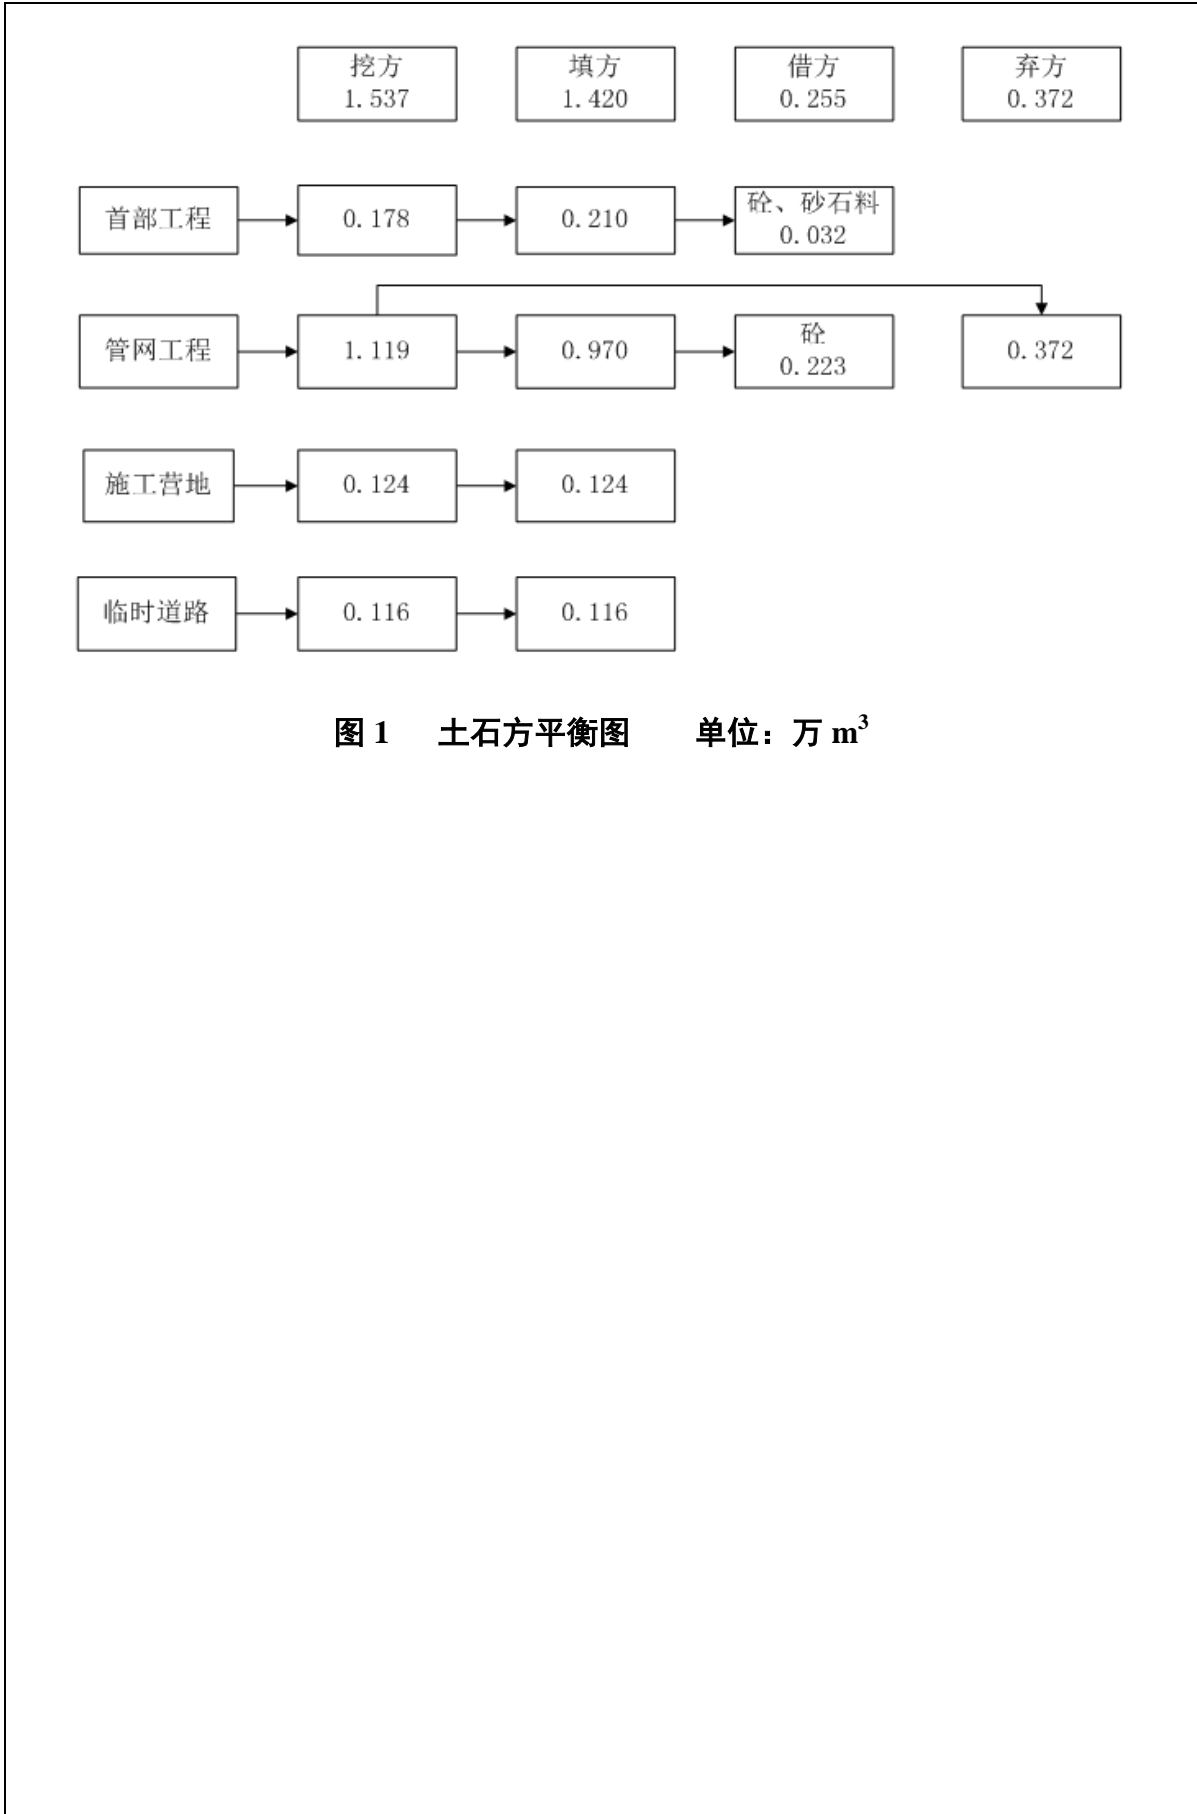 挖方 填方 借方 弃方
1.537 1.420 0.255 0.372
首部工程 0.178 0.210 砼、砂石料
0.032
管网工程 1.119 0.970 砼
0.223 0.372
施工营地 0.124 0.124
临时道路 0.116 0.116
图 1 土石方平衡图 单位：万 m³